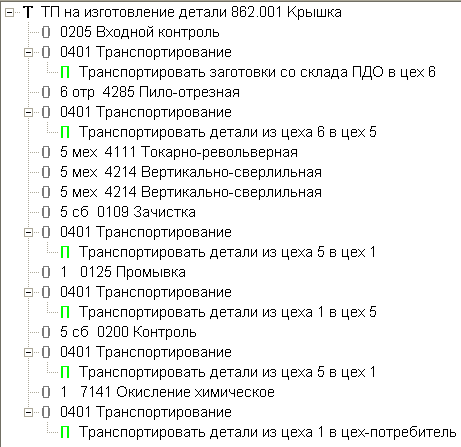 Т ТП на изготовление детали 862.001 Крышка
О 0205 Входной контроль
О 0401 Транспортирование
П Транспортировать заготовки со склада ПДО в цех 6
О 6 отр 4285 Пило-отрезная
О 0401 Транспортирование
П Транспортировать детали из цеха 6 в цех 5
О 5 мех 4111 Токарно-револьверная
О 5 мех 4214 Вертикально-сверлильная
О 5 мех 4214 Вертикально-сверлильная
О 5 сб 0109 Зачистка
О 0401 Транспортирование
П Транспортировать детали из цеха 5 в цех 1
О 1 0125 Промывка
О 0401 Транспортирование
П Транспортировать детали из цеха 1 в цех 5
О 5 сб 0200 Контроль
О 0401 Транспортирование
П Транспортировать детали из цеха 5 в цех 1
О 1 7141 Окисление химическое
О 0401 Транспортирование
П Транспортировать детали из цеха 1 в цех-потребитель